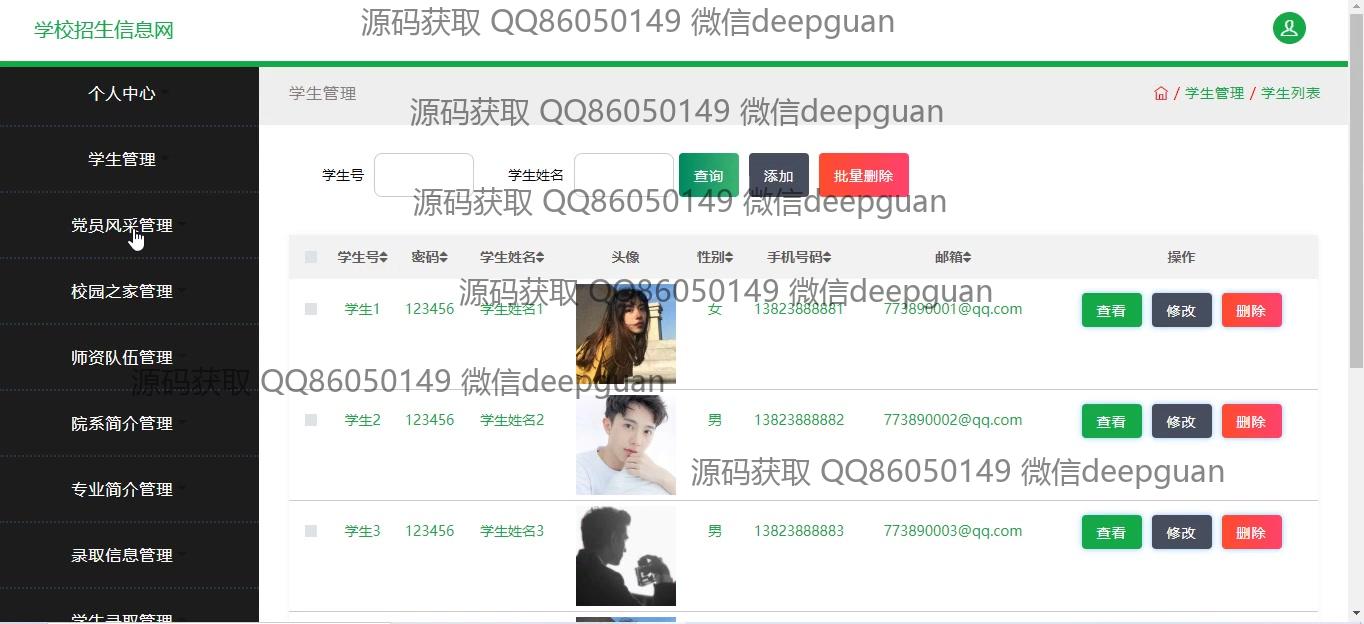 学校招生信息网
源码获取 QQ86050149 微信deepguan
个人中心
学生管理
党员风采管理
校园之家管理
师资队伍管理
院系简介管理
专业简介管理
录取信息管理
学生录取管理
学生管理
/ 学生管理 / 学生列表
源码获取 QQ86050149 微信deepguan
学生号 学生姓名 查询 添加 批量删除
源码获取 QQ86050149 微信deepguan
学生号 密码 学生姓名 头像 性别 手机号码 邮箱 操作
源码获取 QQ86050149 微信deepguan
学生1 123456 学生姓名1 女 13823888881 773890001@qq.com 查看 修改 删除
源码获取 QQ86050149 微信deepguan
学生2 123456 学生姓名2 男 13823888882 773890002@qq.com 查看 修改 删除
源码获取 QQ86050149 微信deepguan
学生3 123456 学生姓名3 男 13823888883 773890003@qq.com 查看 修改 删除